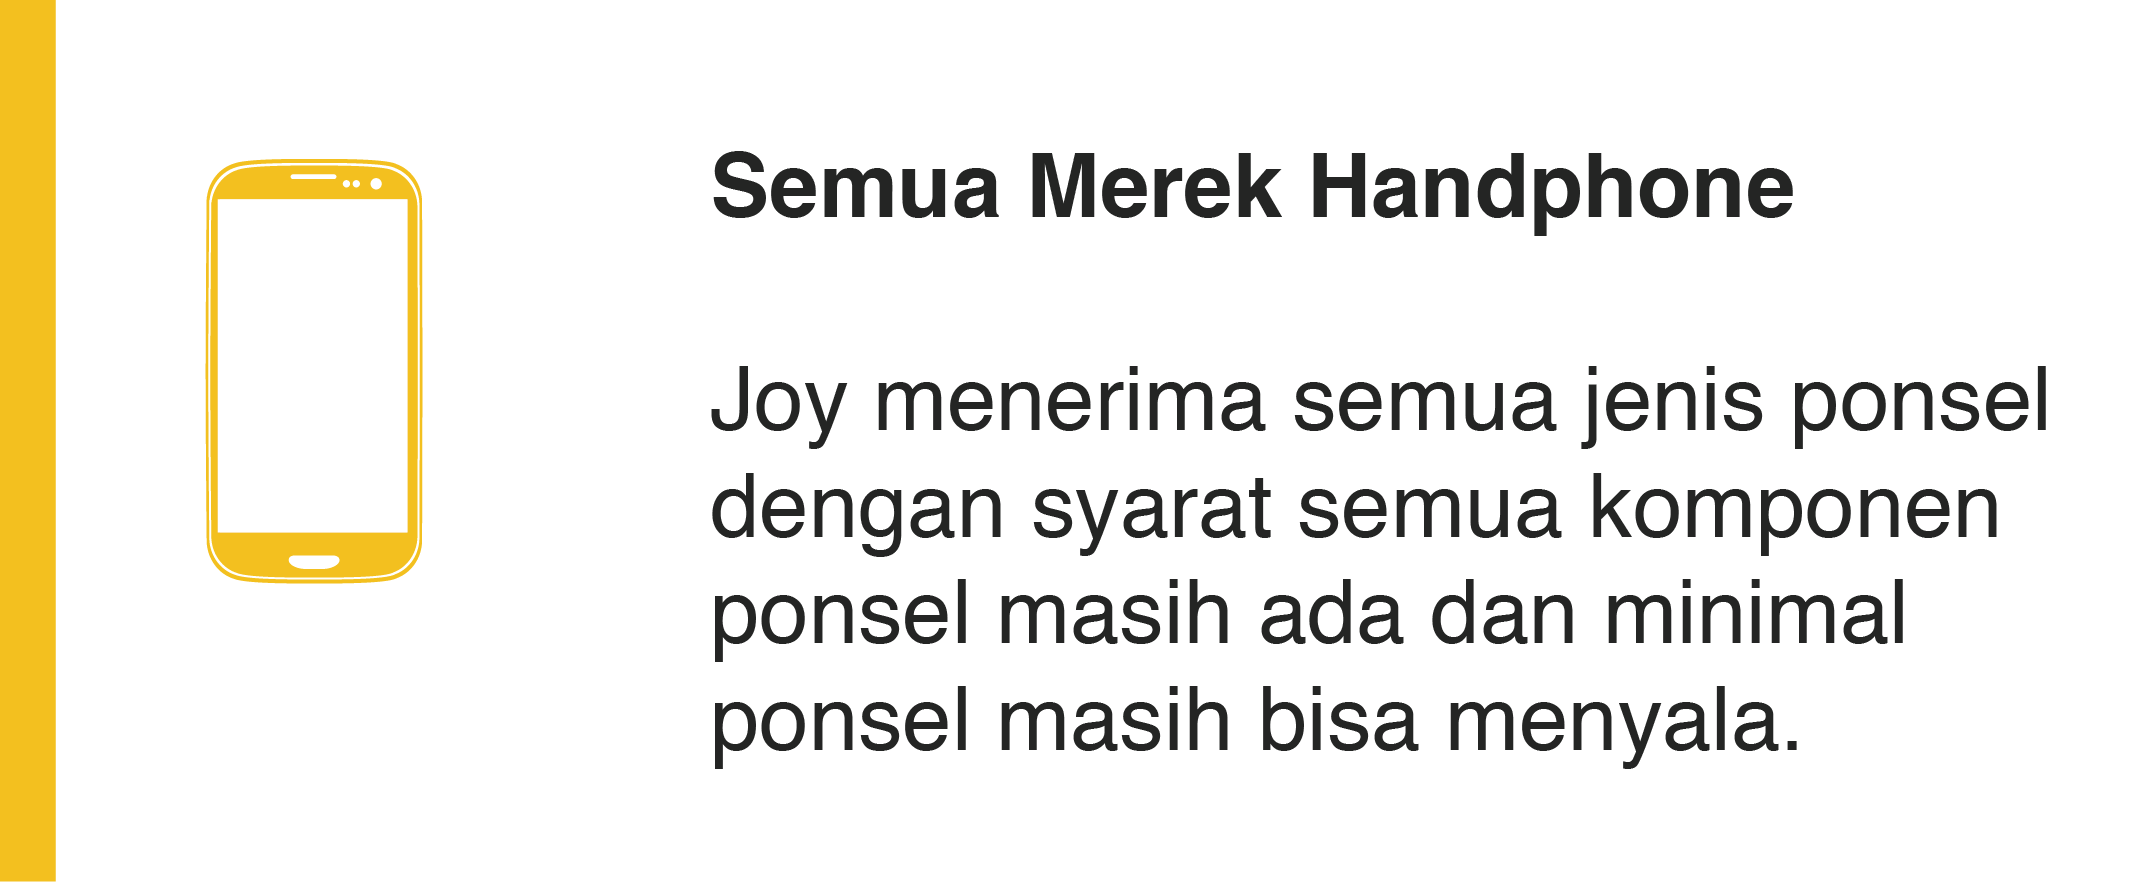 Semua Merek Handphone
Joy menerima semua jenis ponsel
dengan syarat semua komponen
ponsel masih ada dan minimal
ponsel masih bisa menyala.